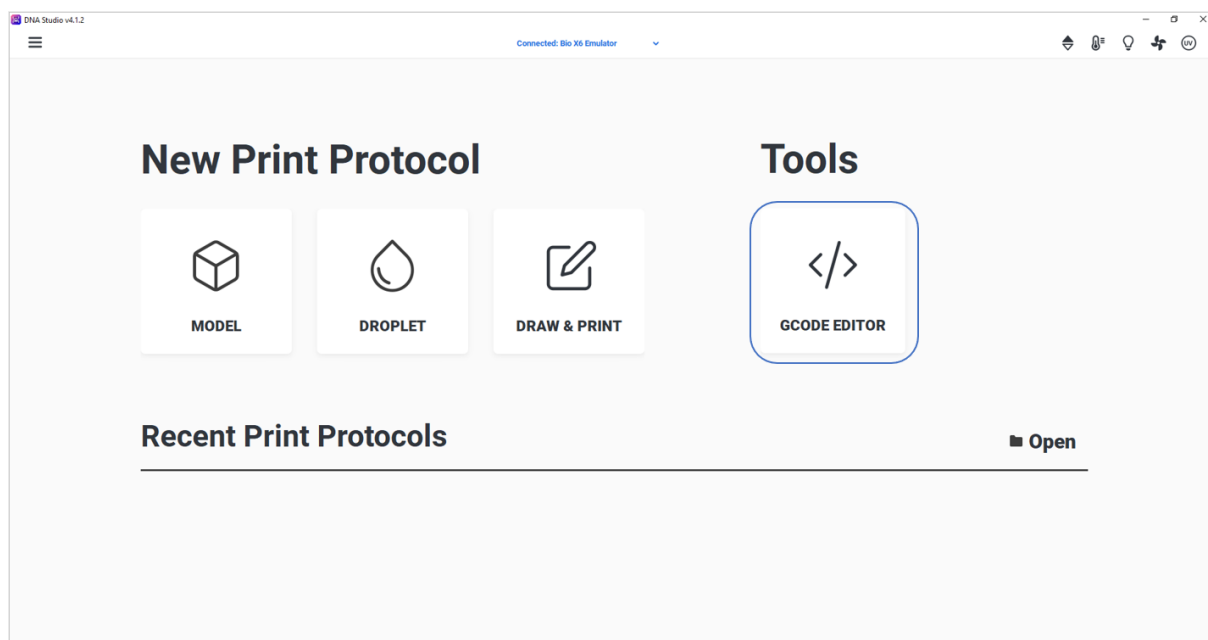 DNA Studio v4.1.2
Connected: Bio X6 Emulator
UV
New Print Protocol
Tools
MODEL
DROPLET
DRAW & PRINT
GCODE EDITOR
Recent Print Protocols
Open